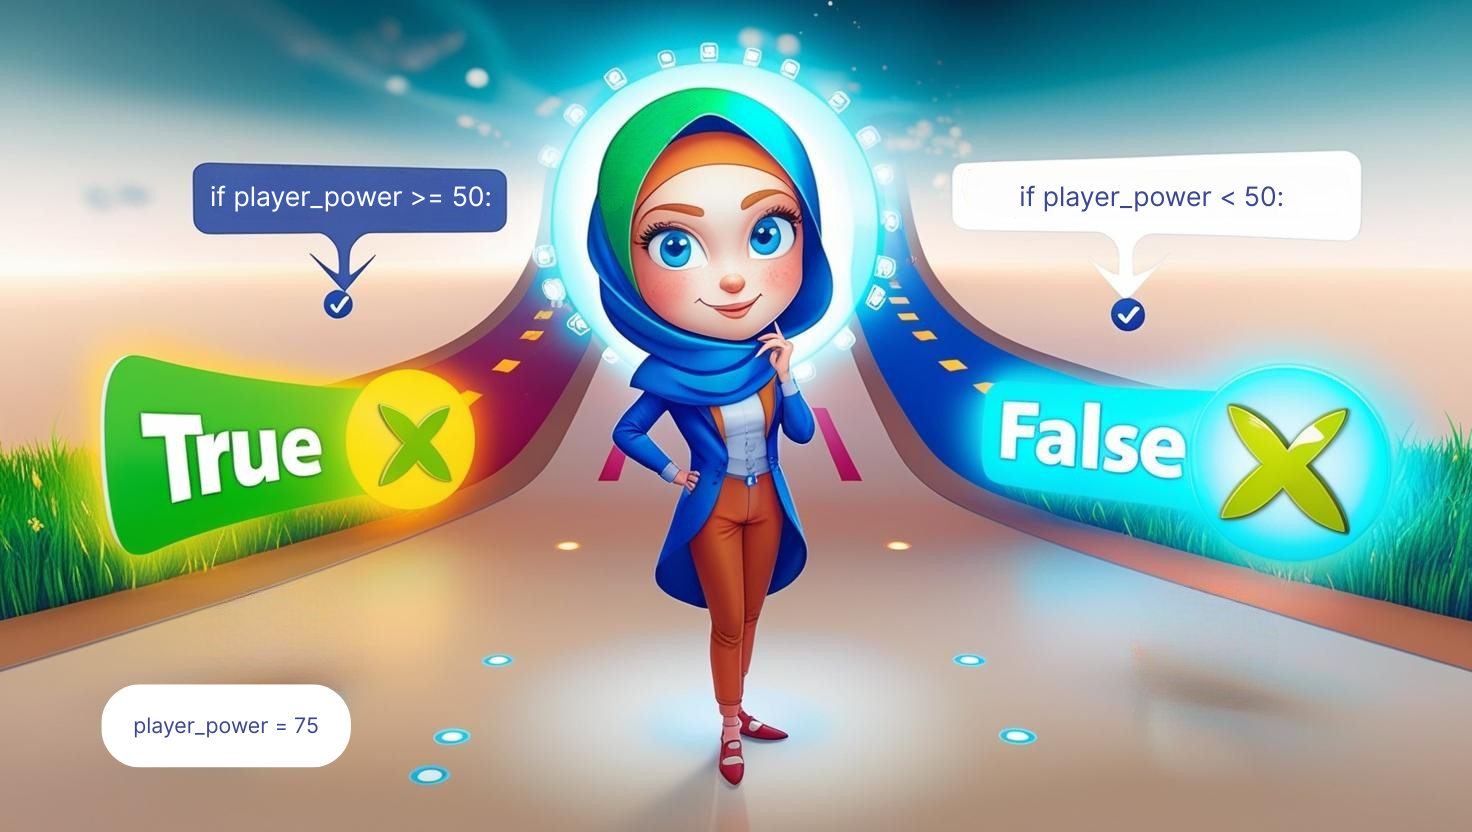 if player_power >= 50:
if player_power < 50:
True
False
player_power = 75